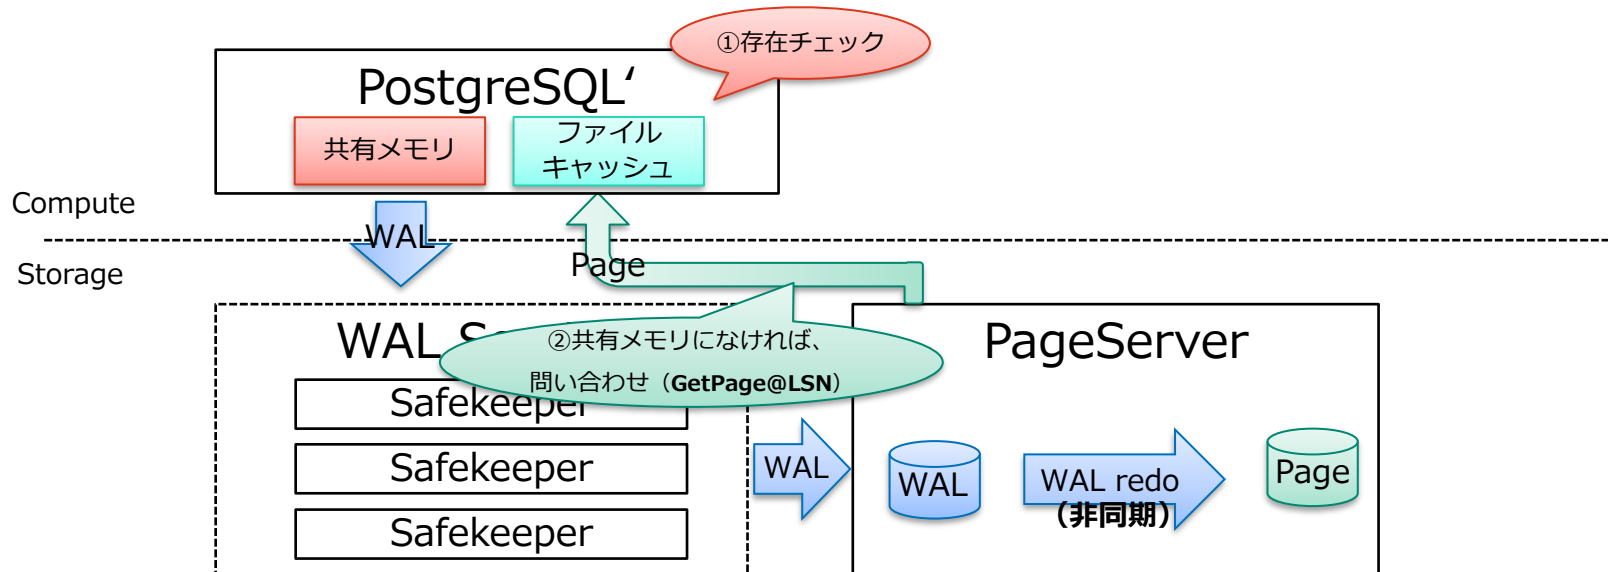 ①存在チェック
PostgreSQL‘
共有メモリ
ファイル
キャッシュ
Compute
WAL
Storage
Page
WAL
②共有メモリになければ、
問い合わせ（GetPage@LSN）
PageServer
Safekeeper
Safekeeper
Safekeeper
WAL
WAL
WAL redo
（非同期）
Page